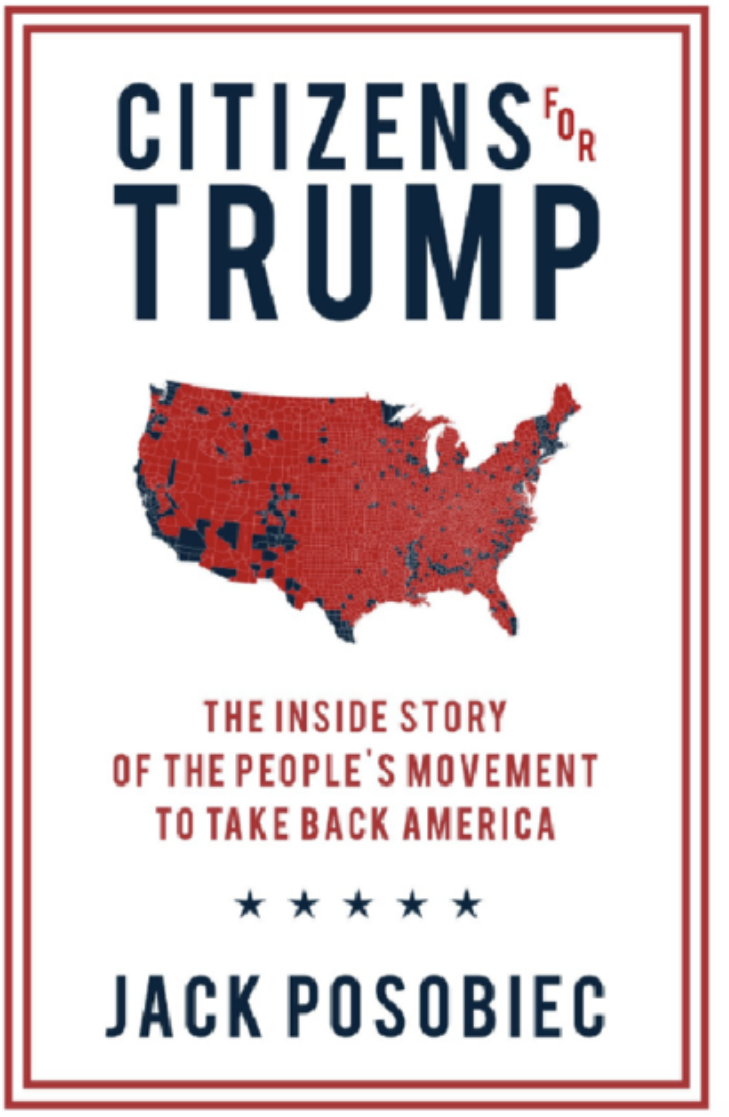 CITIZENS FOR
TRUMP
THE INSIDE STORY
OF THE PEOPLE'S MOVEMENT
TO TAKE BACK AMERICA
JACK POSOBIEC